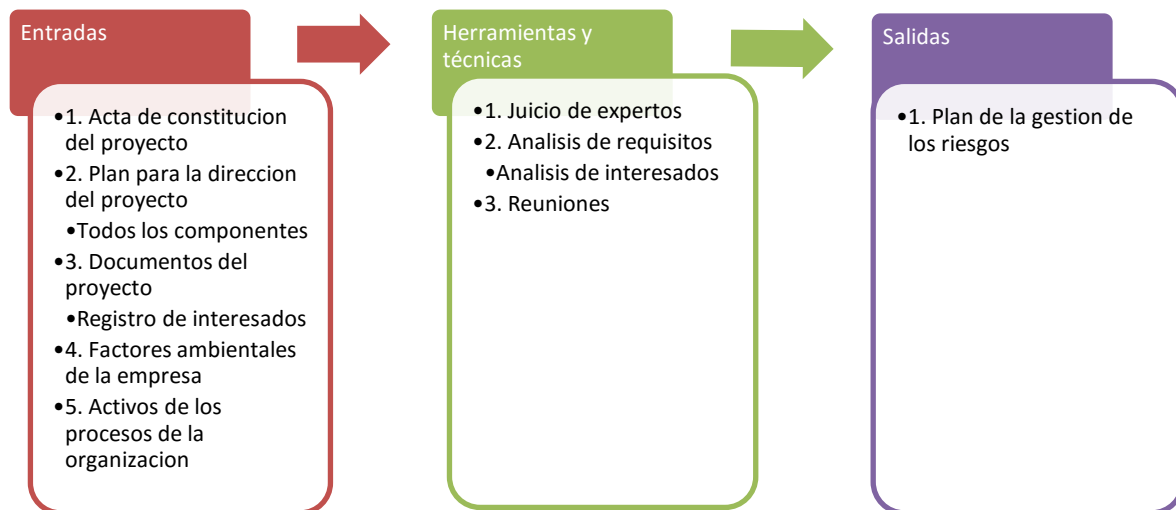 Entradas
•1. Acta de constitucion
del proyecto
•2. Plan para la direccion
del proyecto
•Todos los componentes
•3. Documentos del
proyecto
•Registro de interesados
•4. Factores ambientales
de la empresa
•5. Activos de los
procesos de la
organizacion
Herramientas y
técnicas
•1. Juicio de expertos
•2. Analisis de requisitos
•Analisis de interesados
•3. Reuniones
Salidas
•1. Plan de la gestion de
los riesgos